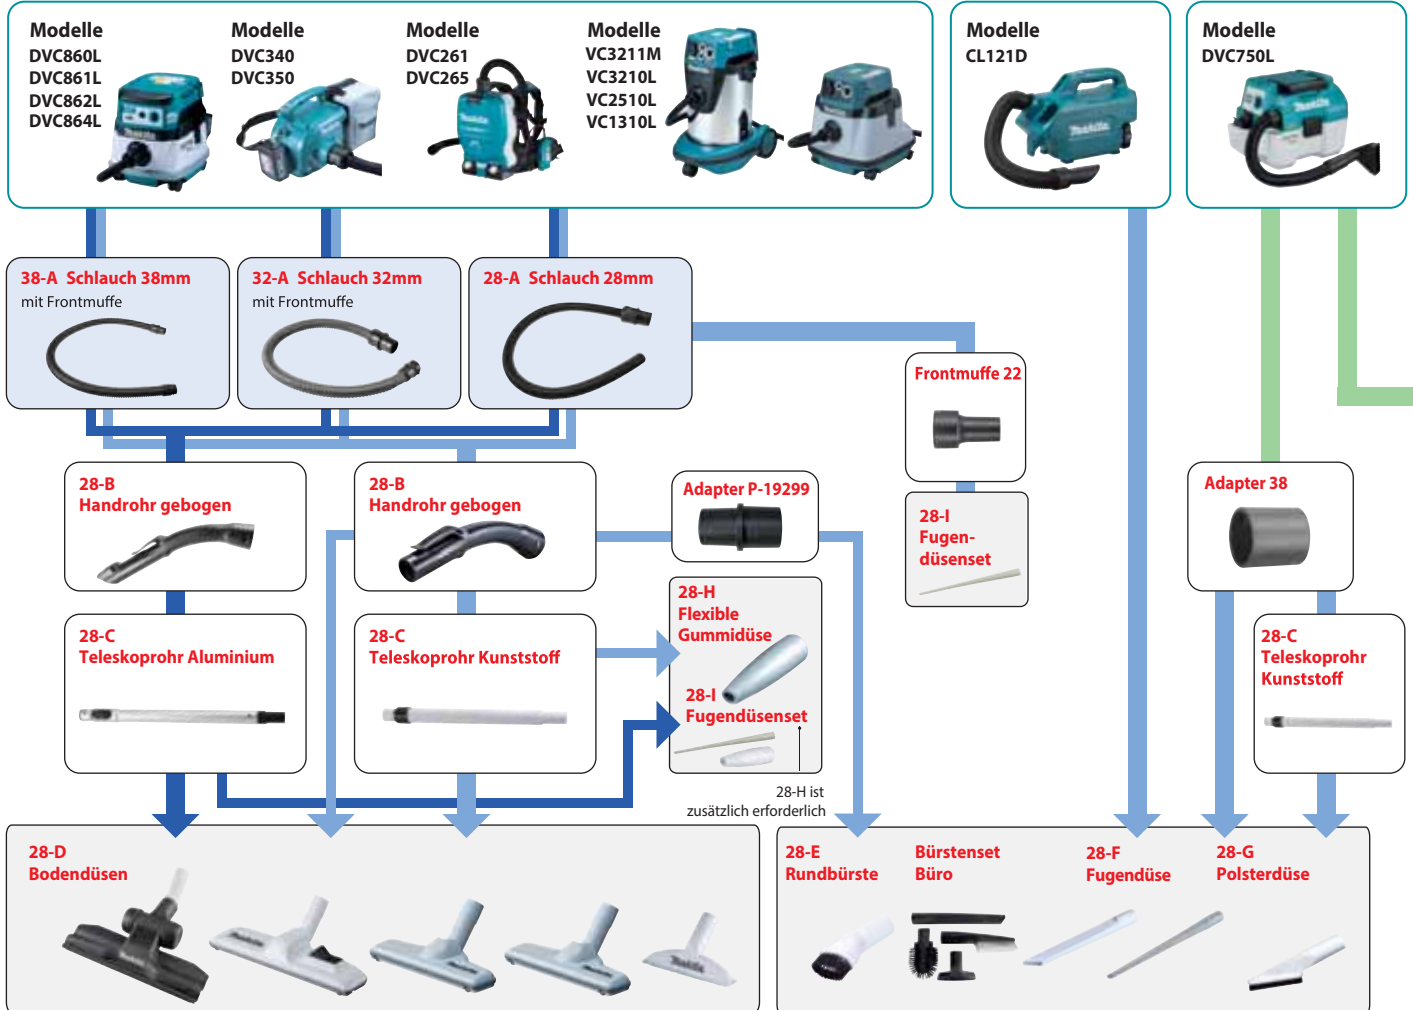 Modelle
DVC860L
DVC861L
DVC862L
DVC864L
Modelle
DVC340
DVC350
Modelle
DVC261
DVC265
Modelle
VC3211M
VC3210L
VC2510L
VC1310L
Modelle
CL121D
Modelle
DVC750L
38-A Schlauch 38mm
mit Frontmuffe
32-A Schlauch 32mm
mit Frontmuffe
28-A Schlauch 28mm
Frontmuffe 22
28-I
Fugen-
düsenset
28-B
Handrohr gebogen
28-B
Handrohr gebogen
Adapter P-19299
Adapter 38
28-C
Teleskoprohr Aluminium
28-C
Teleskoprohr Kunststoff
28-H
Flexible
Gummidüse
28-I
Fugendüsenset
28-H ist
zusätzlich erforderlich
28-C
Teleskoprohr
Kunststoff
28-D
Bodendüsen
28-E
Rundbürste
Bürstenset
Büro
28-F
Fugendüse
28-G
Polsterdüse